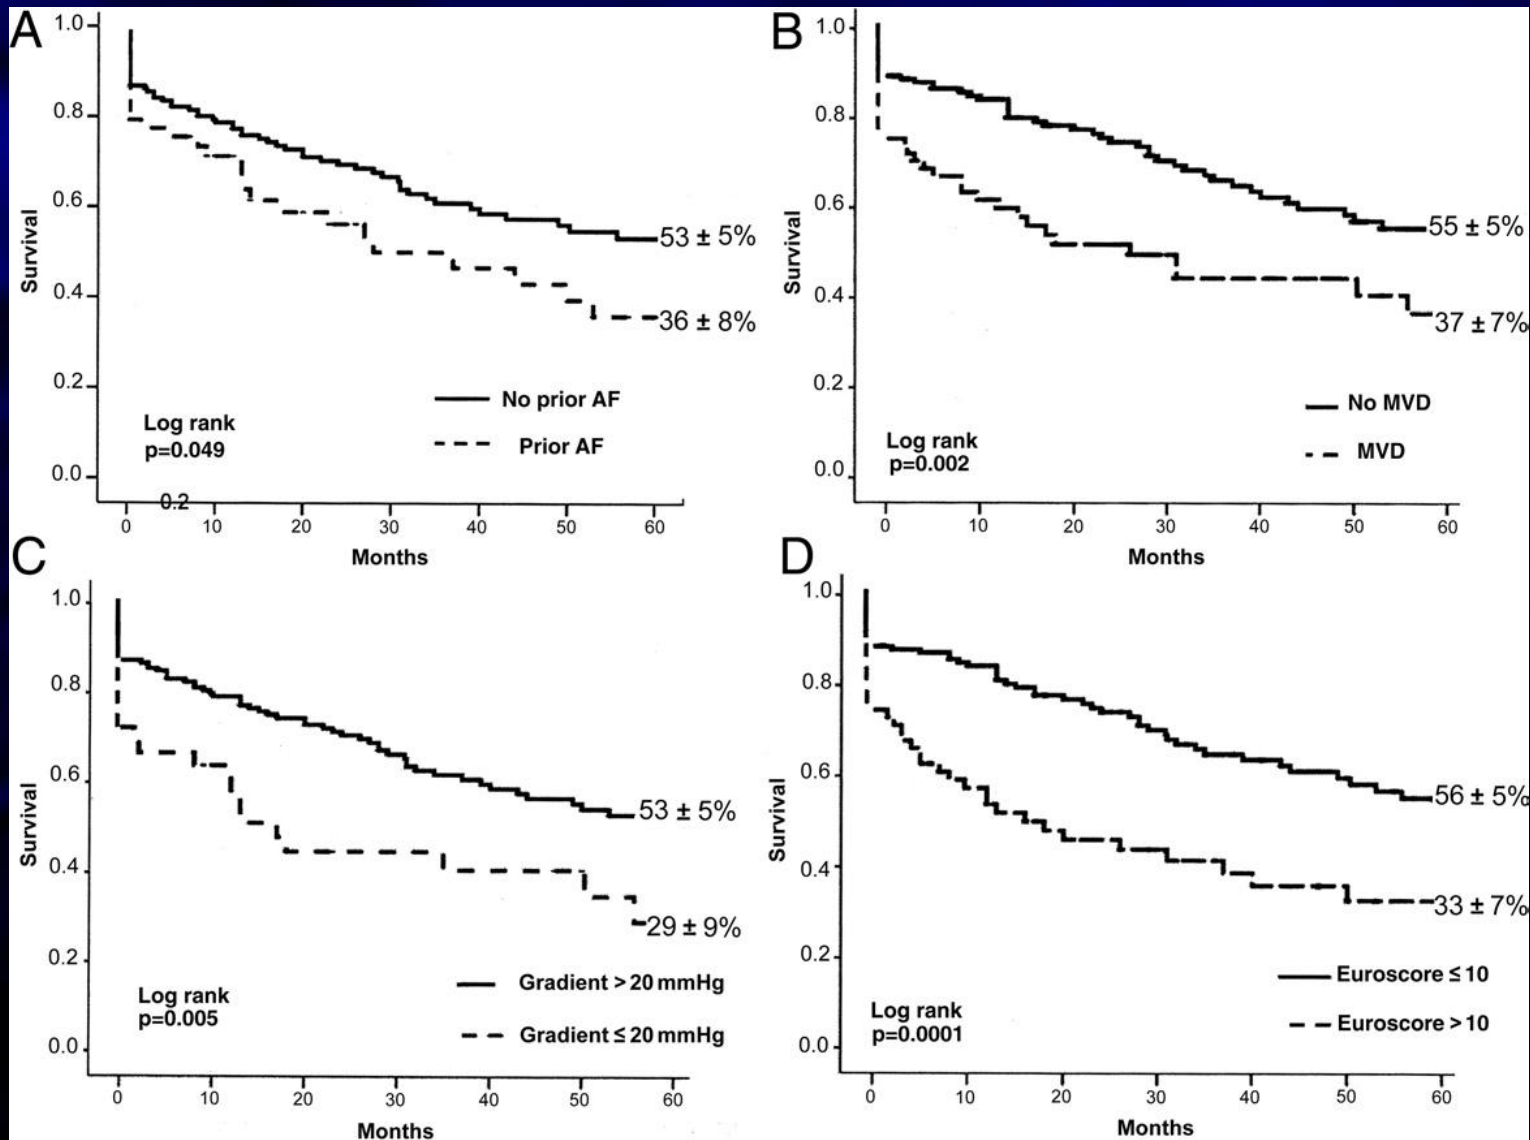 A
1.0
0.8
0.6
0.4
0.2
0.0
Survival
53 ± 5%
36 ± 8%
No prior AF
Prior AF
Log rank
p=0.049
0.2
0 10 20 30 40 50 60
Months
B
1.0
0.8
0.6
0.4
0.2
0.0
Survival
55 ± 5%
37 ± 7%
No MVD
MVD
Log rank
p=0.002
0 10 20 30 40 50 60
Months
C
1.0
0.8
0.6
0.4
0.2
0.0
Survival
53 ± 5%
29 ± 9%
Gradient > 20 mmHg
Gradient ≤ 20 mmHg
Log rank
p=0.005
0 10 20 30 40 50 60
Months
D
1.0
0.8
0.6
0.4
0.2
0.0
Survival
56 ± 5%
33 ± 7%
Euroscore ≤ 10
Euroscore > 10
Log rank
p=0.0001
0 10 20 30 40 50 60
Months